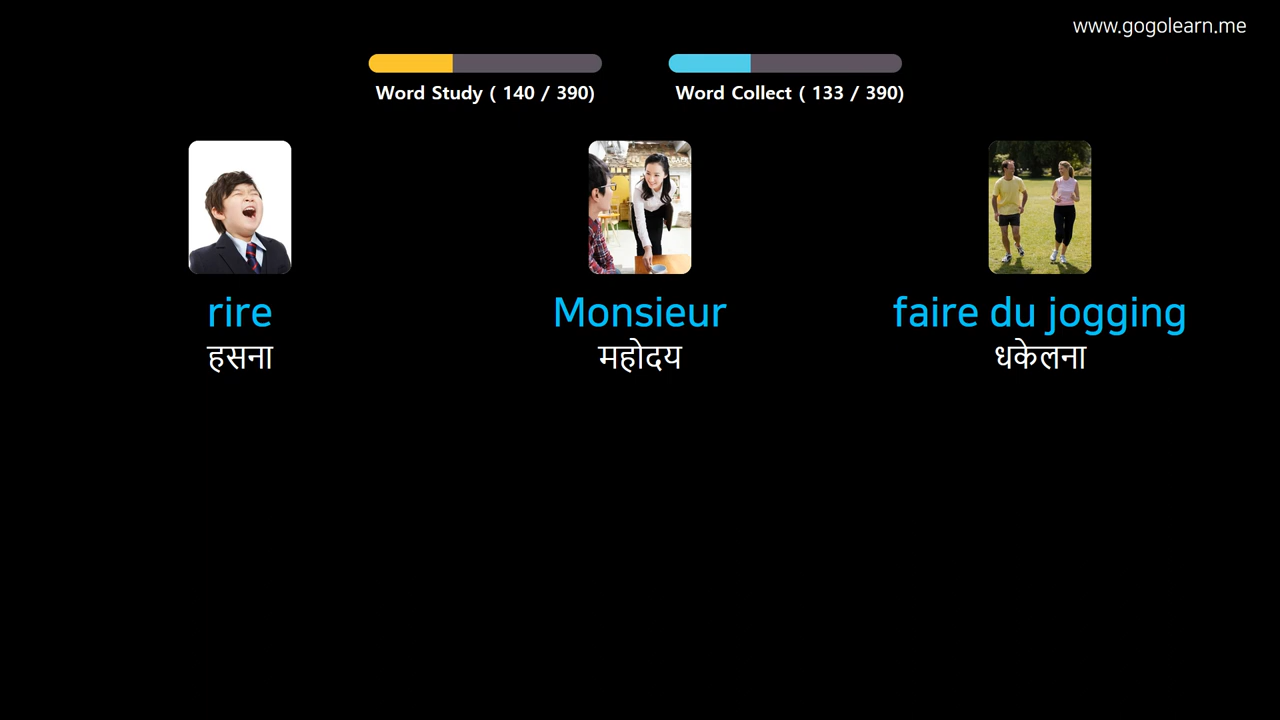 www.gogolearn.me
Word Study ( 140 / 390)
Word Collect ( 133 / 390)
rire
Monsieur
faire du jogging
हसना
महोदय
धकेलना